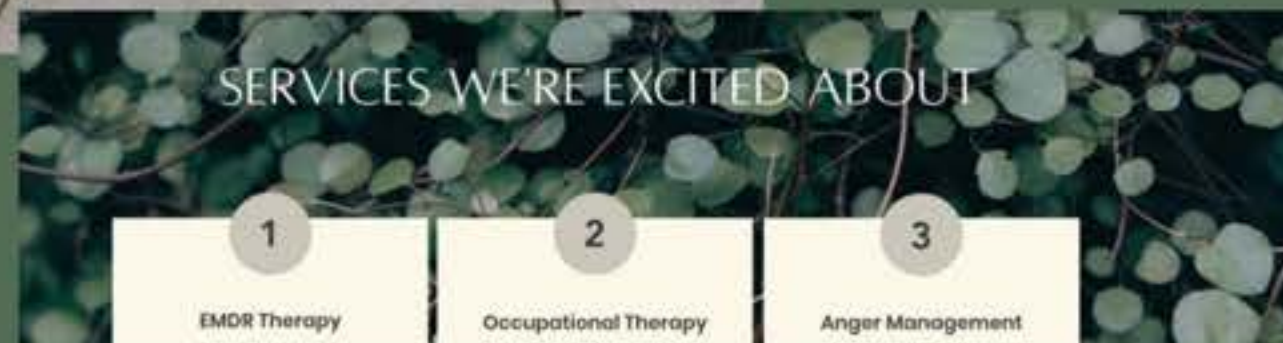 SERVICES WE'RE EXCITED ABOUT
1
2
3
EMDR Therapy
Occupational Therapy
Anger Management